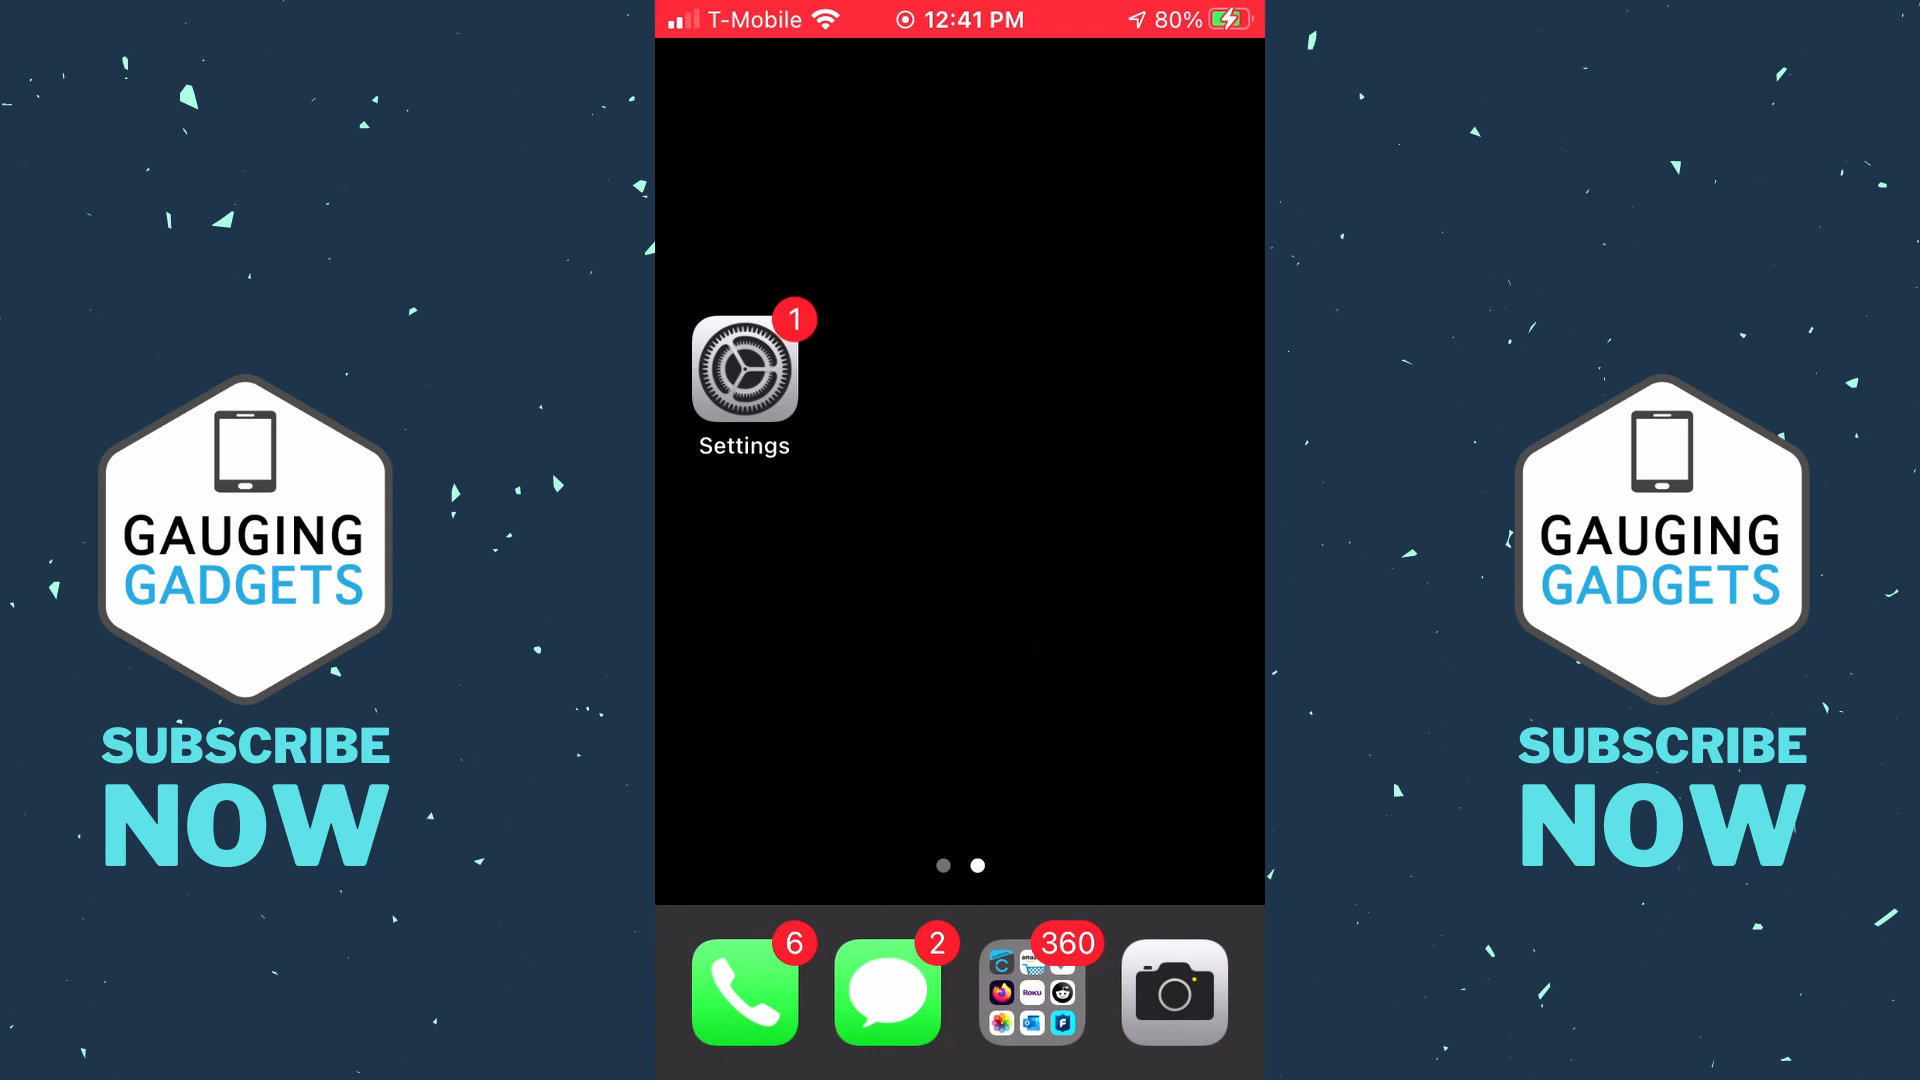 T-Mobile 12:41 PM 80%
1
Settings
GAUGING
GADGETS
SUBSCRIBE
NOW
GAUGING
GADGETS
SUBSCRIBE
NOW
6 2 360
Roku